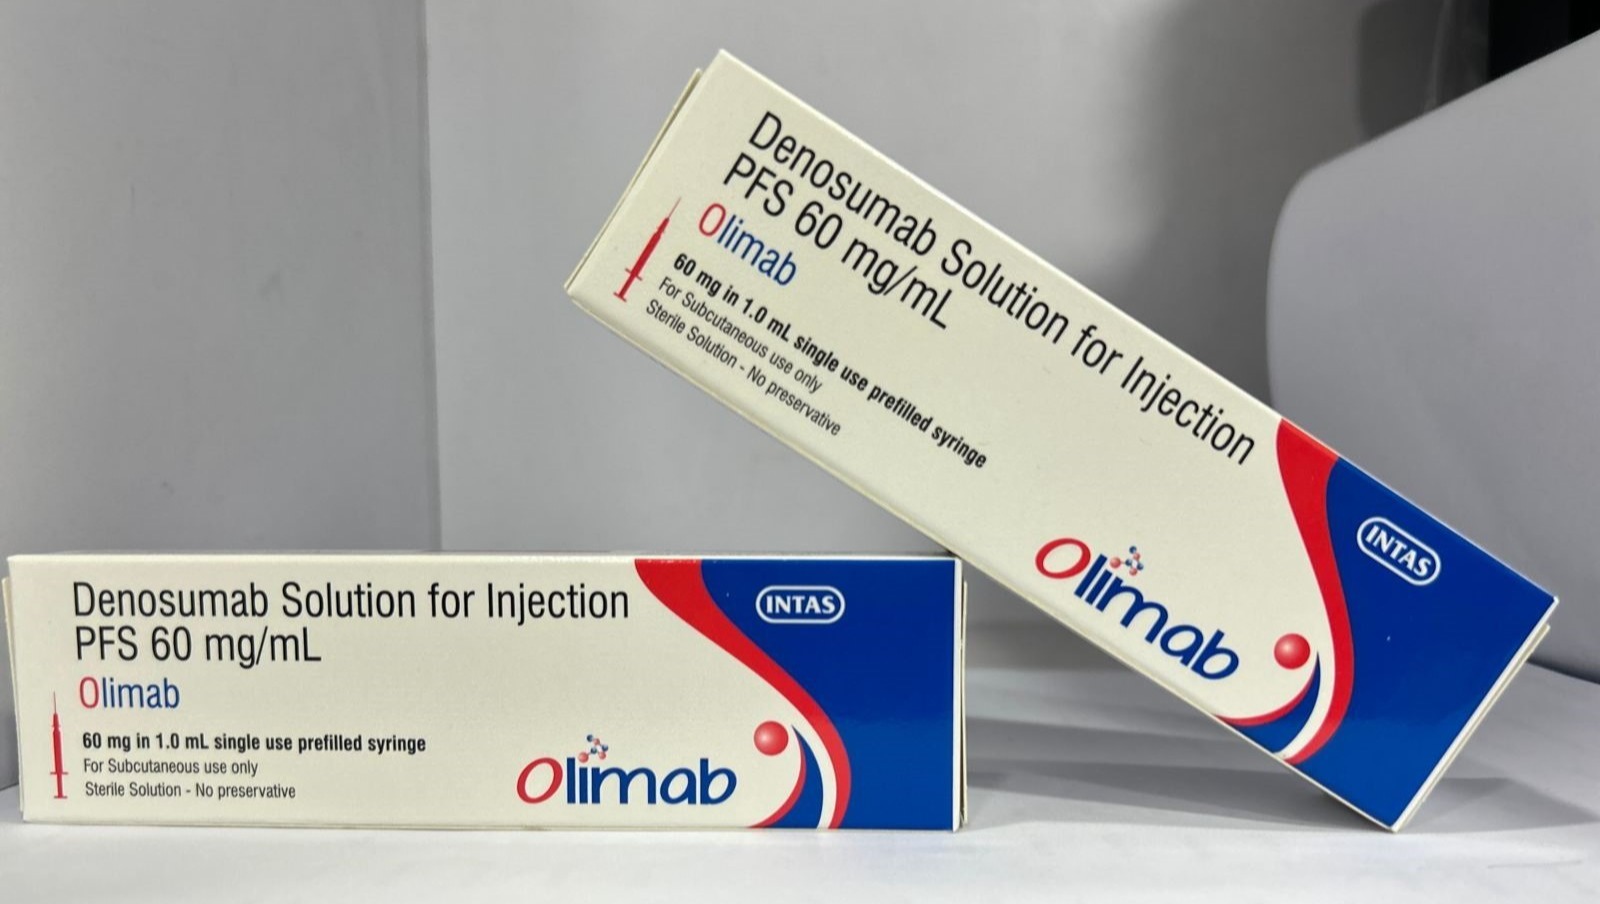 Denosumab Solution for Injection
PFS 60 mg/mL
Olimab
60 mg in 1.0 mL single use prefilled syringe
For Subcutaneous use only
Sterile Solution - No preservative
Olimab
INTAS
Denosumab Solution for Injection
PFS 60 mg/mL
Olimab
60 mg in 1.0 mL single use prefilled syringe
For Subcutaneous use only
Sterile Solution - No preservative
Olimab
INTAS